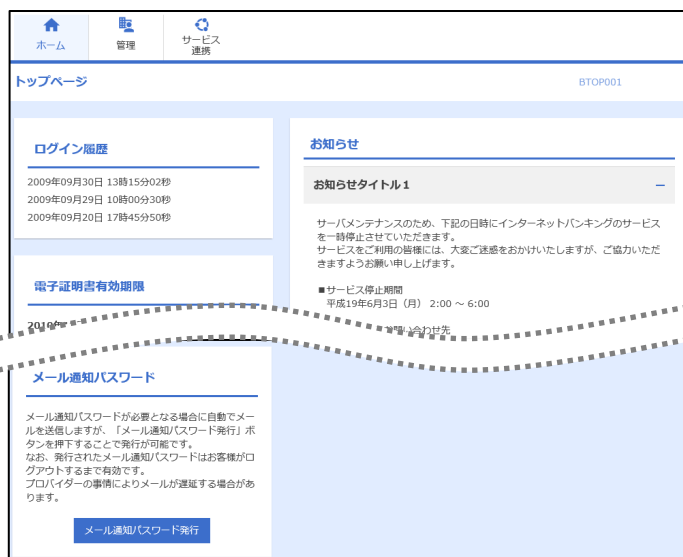 ホーム
管理
サービス
連携
トップページ
BTOP001
ログイン履歴
2009年09月30日 13時15分02秒
2009年09月29日 10時00分30秒
2009年09月20日 17時45分50秒
電子証明書有効期限
メール通知パスワード
メール通知パスワードが必要となる場合に自動でメー
ルを送信しますが、「メール通知パスワード発行」ボ
タンを押下することで発行が可能です。
なお、発行されたメール通知パスワードはお客様がロ
グアウトするまで有効です。
プロバイダーの事情によりメールが遅延する場合があ
ります。
メール通知パスワード発行
お知らせ
お知らせタイトル1
サーバメンテナンスのため、下記の日時にインターネットバンキングのサービス
を一時停止させていただきます。
サービスをご利用の皆様には、大変ご迷惑をおかけいたしますが、ご協力いただ
きますようお願い申し上げます。
■サービス停止期間
平成19年6月3日（月） 2:00 ～ 6:00
い合わせ先